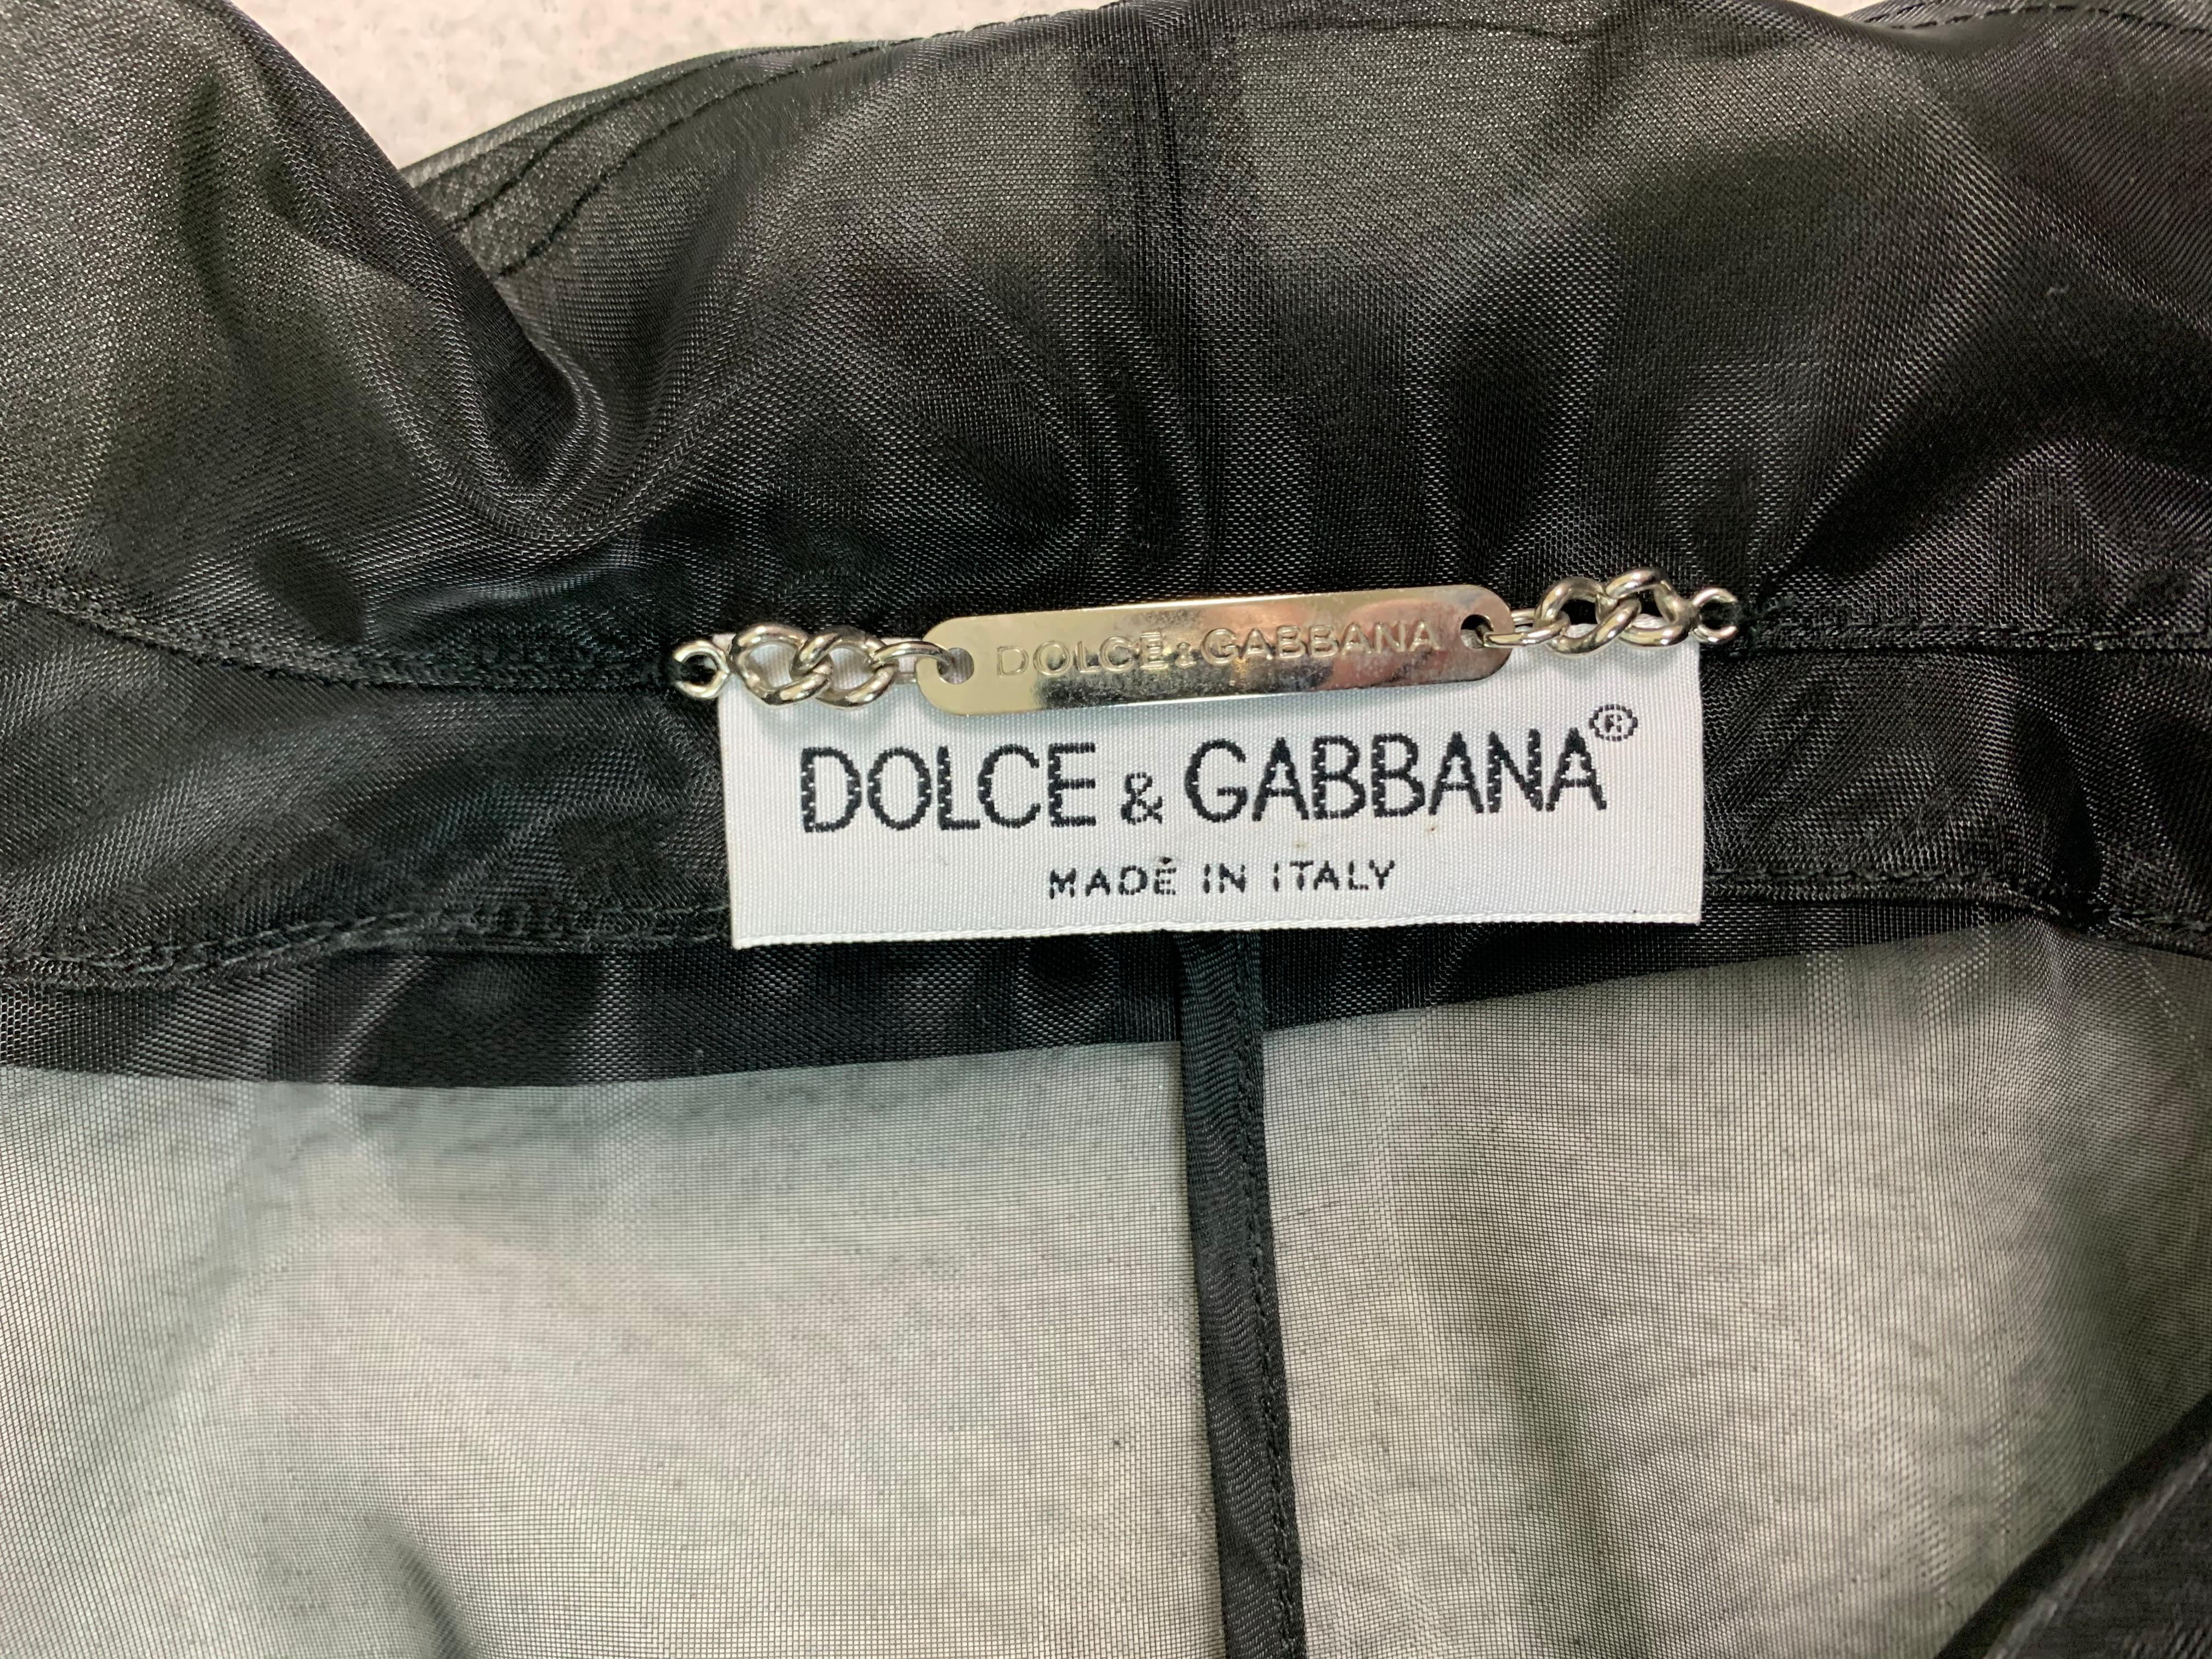 DOLCE & GABBANA
DOLCE & GABBANA®
MADE IN ITALY